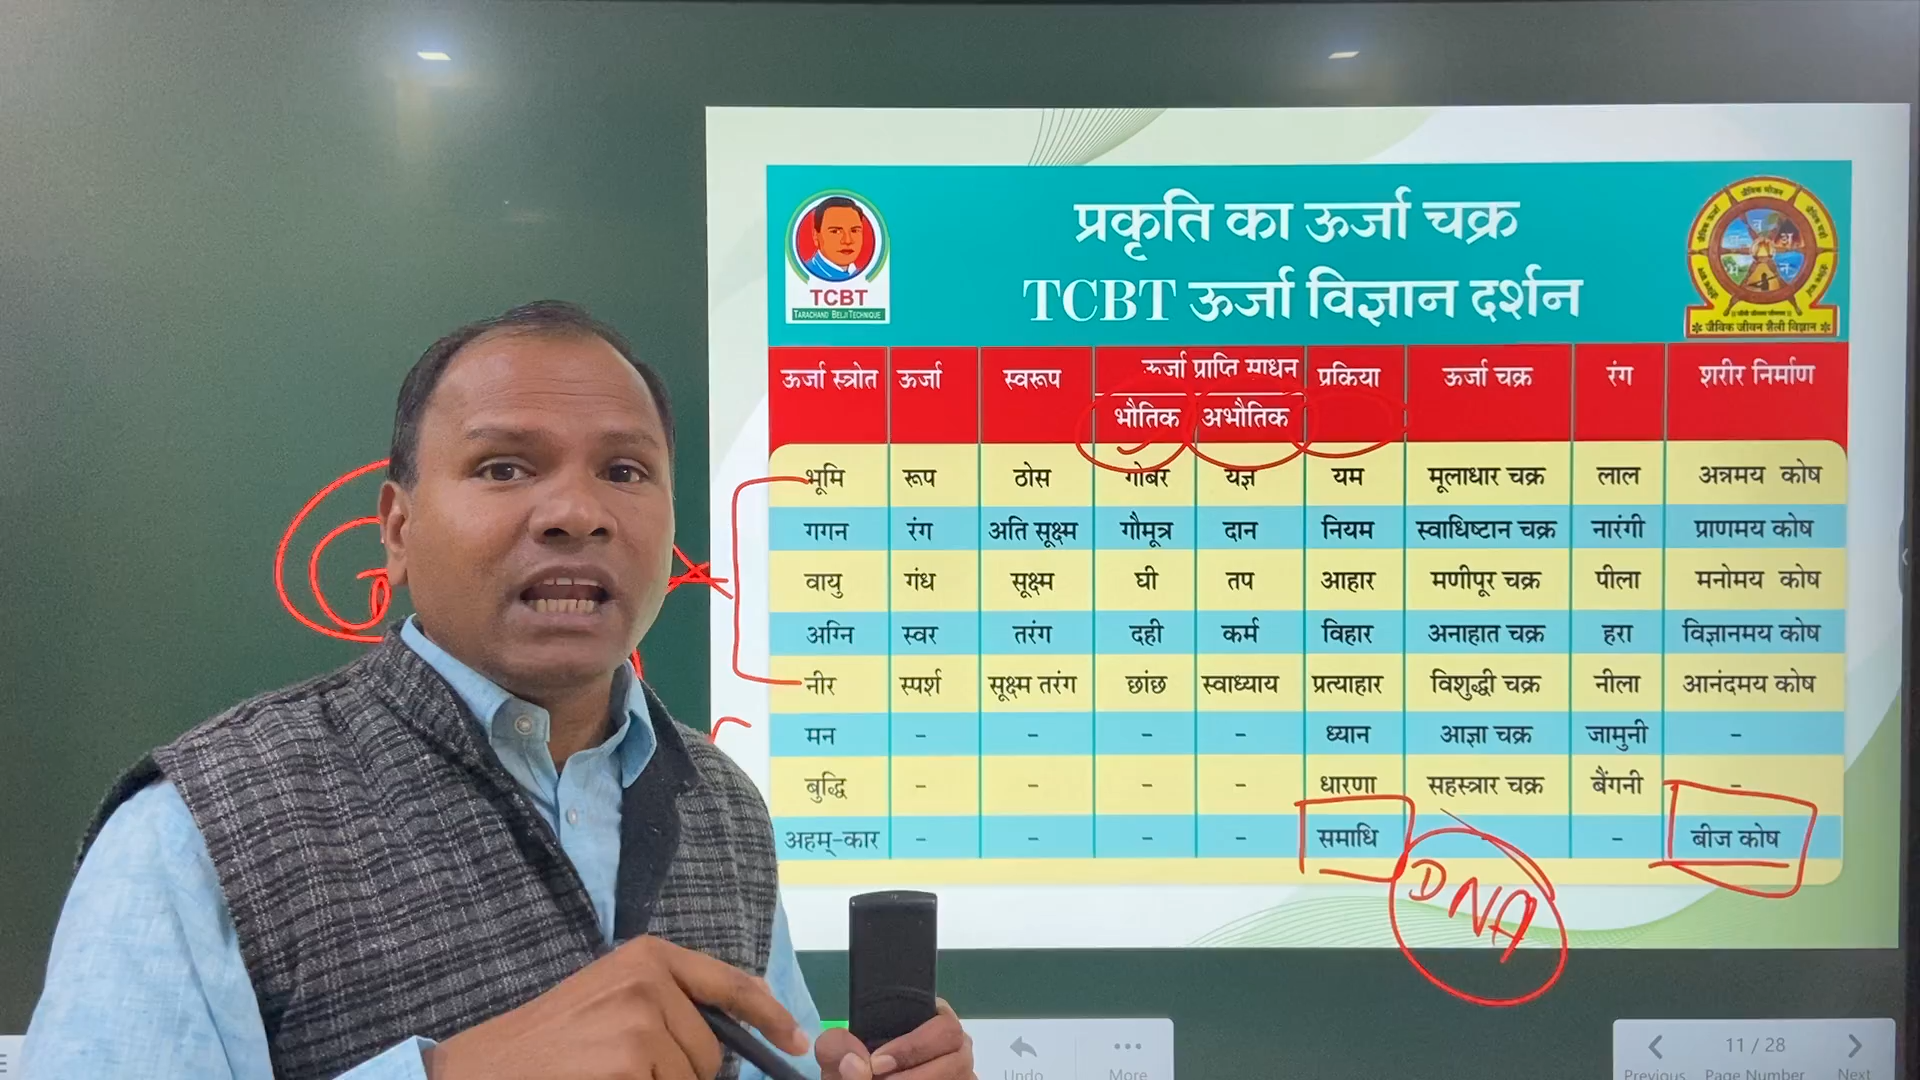 प्रकृति का ऊर्जा चक्र
TCBT ऊर्जा विज्ञान दर्शन
TCBT
TARACHAND BELJI TECHNIQUE
जैविक जीवन शैली विज्ञान
ऊर्जा स्त्रोत ऊर्जा स्वरूप ऊर्जा प्राप्ति साधन प्रकिया ऊर्जा चक्र रंग शरीर निर्माण
भौतिक अभौतिक
भूमि रूप ठोस गोबर यज्ञ यम मूलाधार चक्र लाल अन्नमय कोष
गगन रंग अति सूक्ष्म गौमूत्र दान नियम स्वाधिष्टान चक्र नारंगी प्राणमय कोष
वायु गंध सूक्ष्म घी तप आहार मणीपूर चक्र पीला मनोमय कोष
अग्नि स्वर तरंग दही कर्म विहार अनाहात चक्र हरा विज्ञानमय कोष
नीर स्पर्श सूक्ष्म तरंग छांछ स्वाध्याय प्रत्याहार विशुद्धी चक्र नीला आनंदमय कोष
मन - - - - ध्यान आज्ञा चक्र जामुनी -
बुद्धि - - - - धारणा सहस्त्रार चक्र बैंगनी -
अहम्-कार - - - - समाधि - बीज कोष
DNA
Undo More
11 / 28
Previous Page Number Next